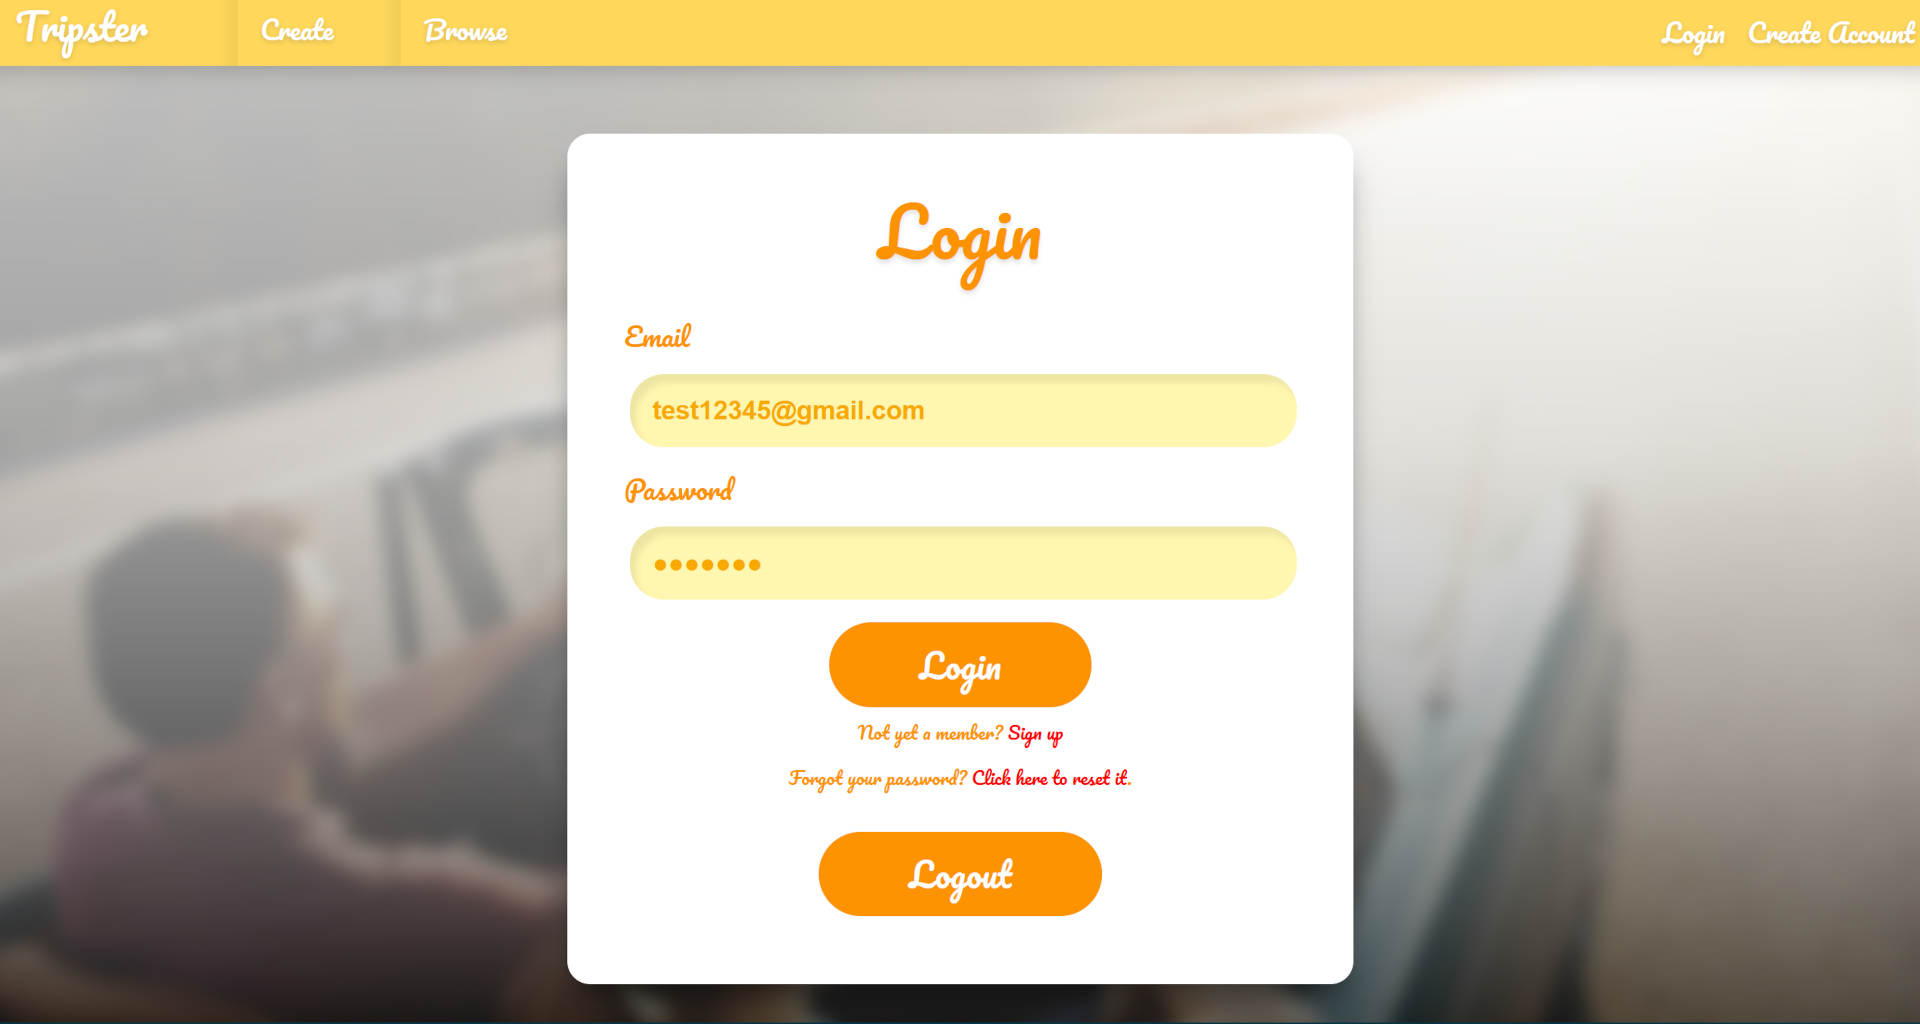 Tripster Create Browse Login Create Account
Login
Email
test12345@gmail.com
Password
•••••••
Login
Not yet a member? Sign up
Forgot your password? Click here to reset it.
Logout